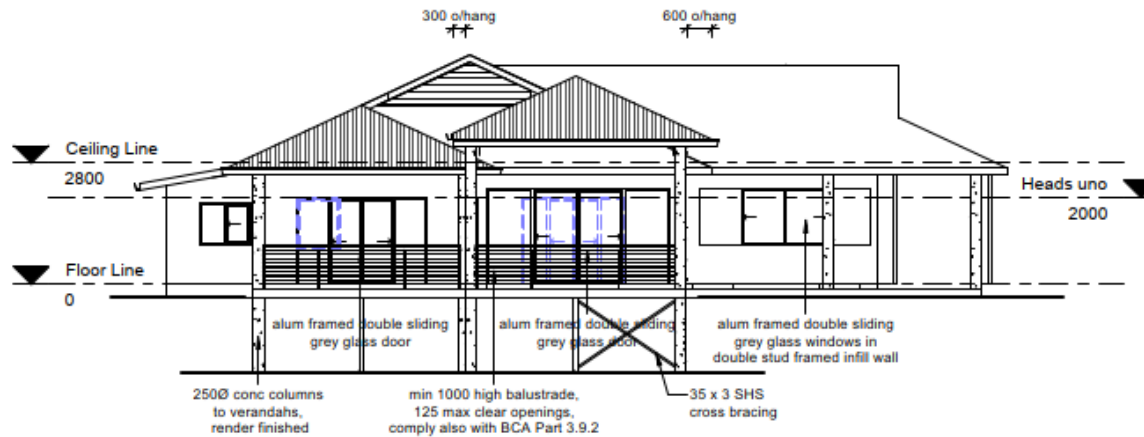 300 o/hang
600 o/hang
Ceiling Line
2800
Heads uno
2000
Floor Line
0
alum framed double sliding
grey glass door
alum framed double sliding
grey glass door
alum framed double sliding
grey glass windows in
double stud framed infill wall
250Ø conc columns
to verandahs,
render finished
min 1000 high balustrade,
125 max clear openings,
comply also with BCA Part 3.9.2
35 x 3 SHS
cross bracing